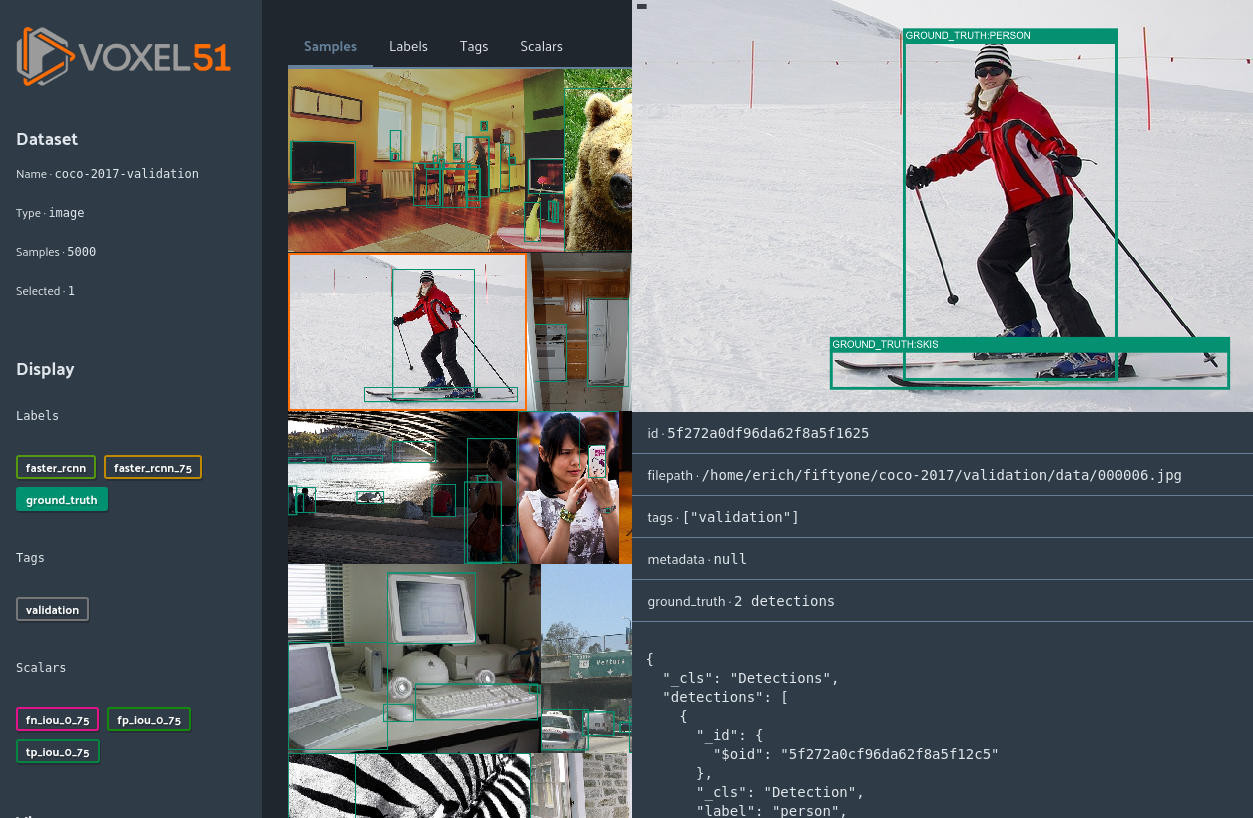 VOXEL51
Dataset
Name · coco-2017-validation
Type · image
Samples · 5000
Selected · 1
Display
Labels
faster_rcnn
faster_rcnn_75
ground_truth
Tags
validation
Scalars
fn_iou_0_75
fp_iou_0_75
tp_iou_0_75
Samples Labels Tags Scalars
Ventura
GROUND_TRUTH:PERSON
GROUND_TRUTH:SKIS
id · 5f272a0df96da62f8a5f1625
filepath · /home/erich/fiftyone/coco-2017/validation/data/000006.jpg
tags · ["validation"]
metadata · null
ground_truth · 2 detections
{
"_cls": "Detections",
"detections": [
{
"_id": {
"$oid": "5f272a0cf96da62f8a5f12c5"
},
"_cls": "Detection",
"label": "person",